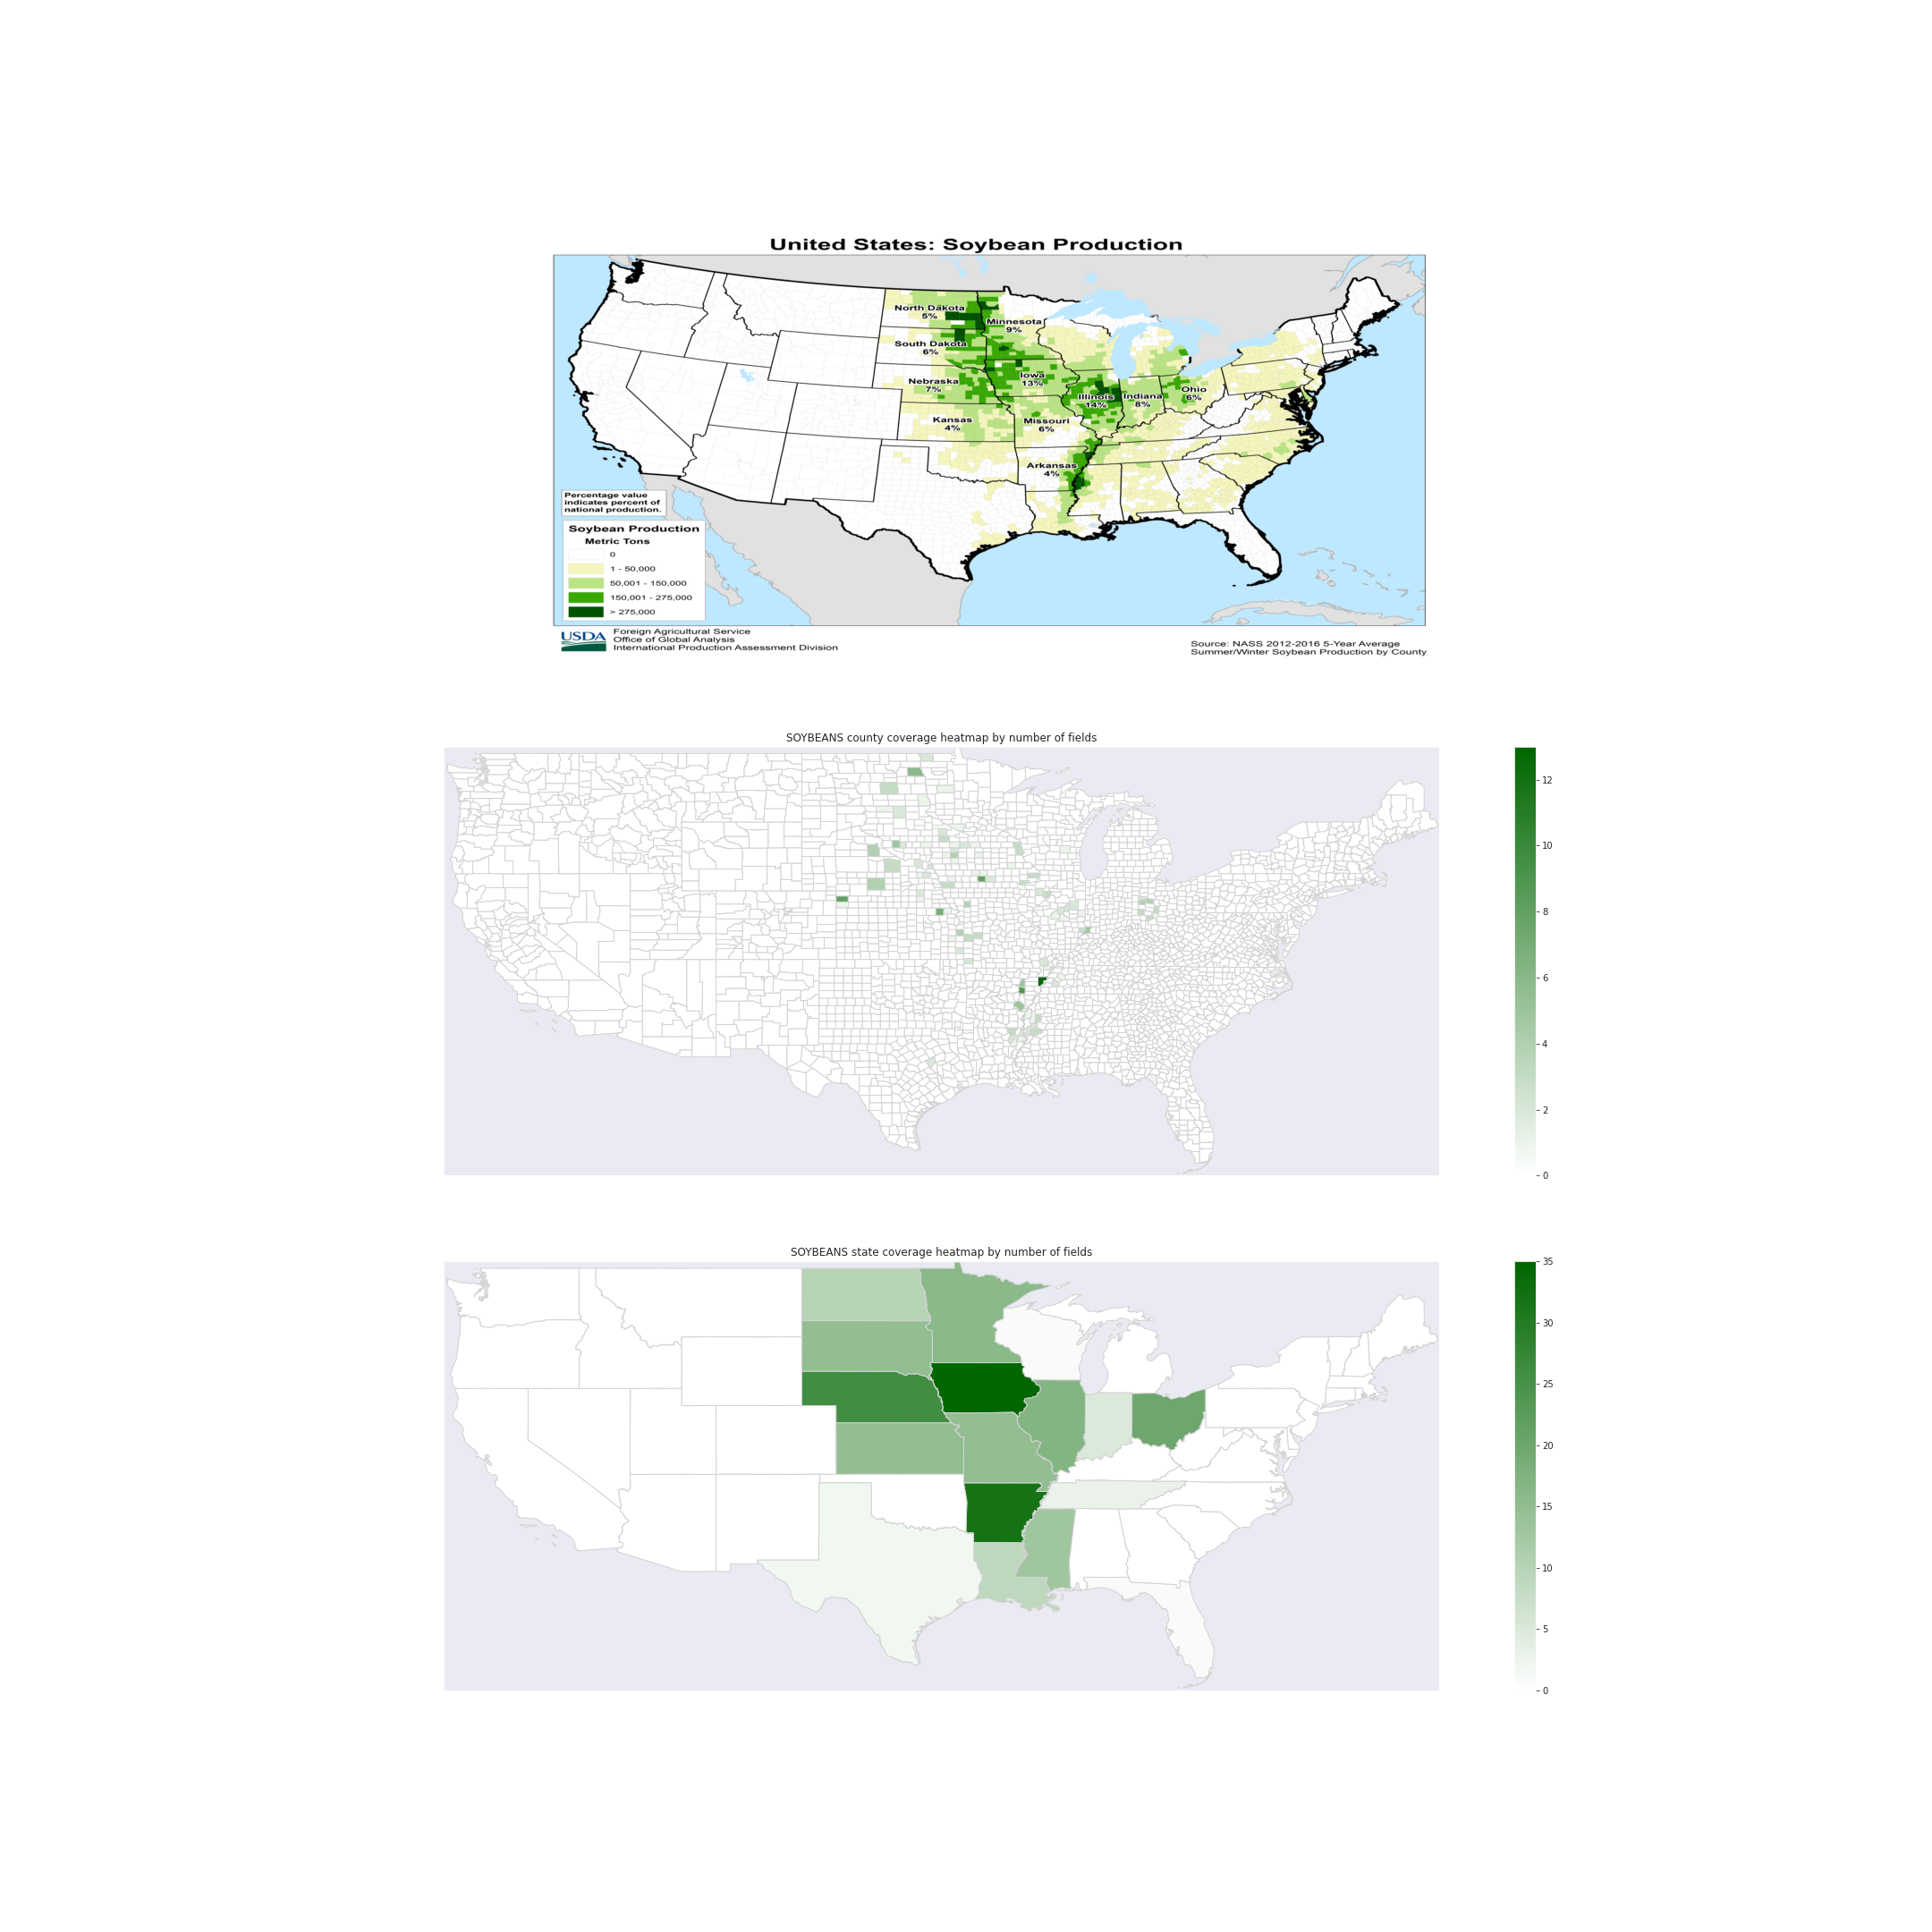 United States: Soybean Production
North Dakota
5%
Minnesota
9%
South Dakota
6%
Iowa
13%
Nebraska
7%
Illinois
14%
Indiana
8%
Ohio
6%
Kansas
4%
Missouri
6%
Arkansas
4%
Percentage value
indicates percent of
national production.
Soybean Production
Metric Tons
0
1 - 50,000
50,001 - 150,000
150,001 - 275,000
> 275,000
USDA
Foreign Agricultural Service
Office of Global Analysis
International Production Assessment Division
Source: NASS 2012-2016 5-Year Average
Summer/Winter Soybean Production by County
SOYBEANS county coverage heatmap by number of fields
12
10
8
6
4
2
0
SOYBEANS state coverage heatmap by number of fields
35
30
25
20
15
10
5
0